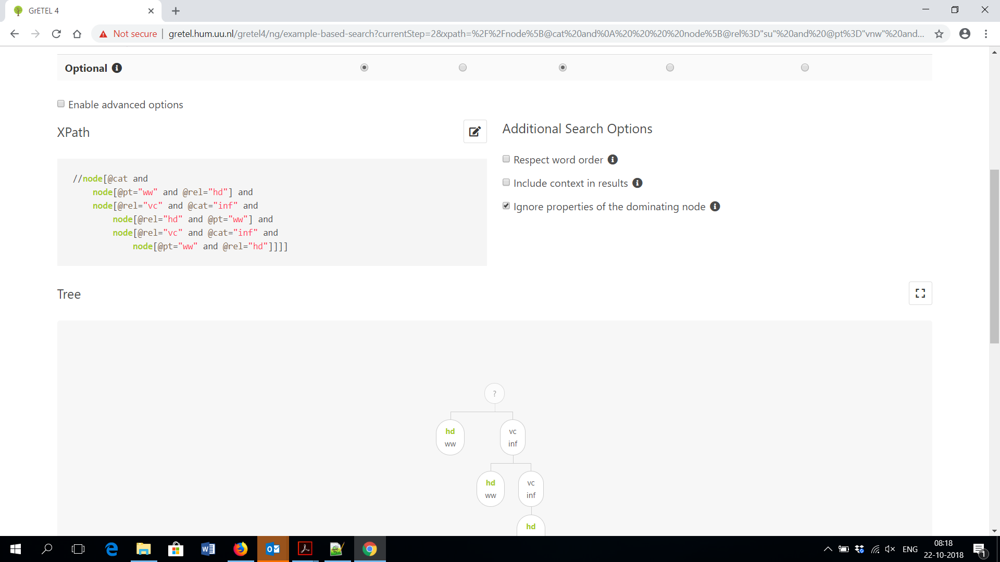 GrETEL 4
Not secure | gretel.hum.uu.nl/gretel4/ng/example-based-search?currentStep=2&xpath=%2F%2Fnode%5B@cat%20and%0A%20%20%20%20node%5B@rel%3D"su"%20and%20@pt%3D"vnw"%20and...
Optional
Enable advanced options
XPath
//node[@cat and
node[@pt="ww" and @rel="hd"] and
node[@rel="vc" and @cat="inf" and
node[@rel="hd" and @pt="ww"] and
node[@rel="vc" and @cat="inf" and
node[@pt="ww" and @rel="hd"]]]]
Additional Search Options
Respect word order
Include context in results
Ignore properties of the dominating node
Tree
?
hd
ww
vc
inf
hd
ww
vc
inf
hd
ENG
08:18
22-10-2018
1